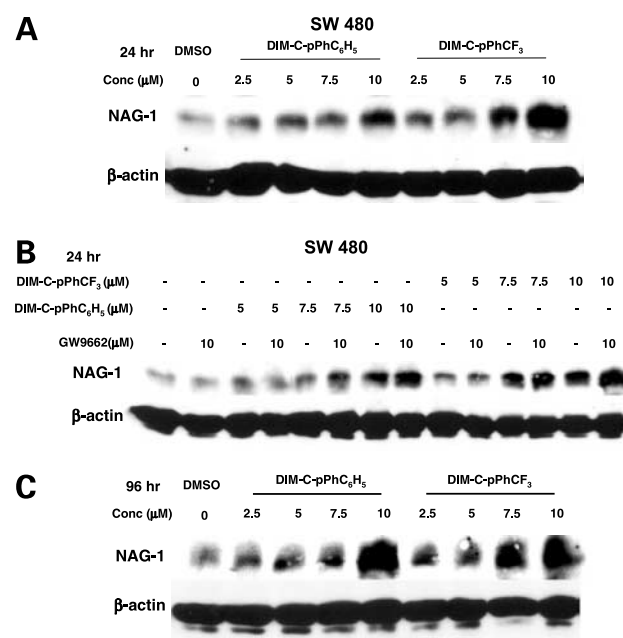 A
SW 480
24 hr DMSO DIM-C-pPhC6H5 DIM-C-pPhCF3
Conc (μM) 0 2.5 5 7.5 10 2.5 5 7.5 10
NAG-1
β-actin
B
24 hr SW 480
DIM-C-pPhCF3 (μM) - - - - - - - - 5 5 7.5 7.5 10 10
DIM-C-pPhC6H5 (μM) - - 5 5 7.5 7.5 10 10 - - - - - -
GW9662(μM) - 10 - 10 - 10 - 10 - 10 - 10 - 10
NAG-1
β-actin
C
96 hr DMSO DIM-C-pPhC6H5 DIM-C-pPhCF3
Conc (μM) 0 2.5 5 7.5 10 2.5 5 7.5 10
NAG-1
β-actin